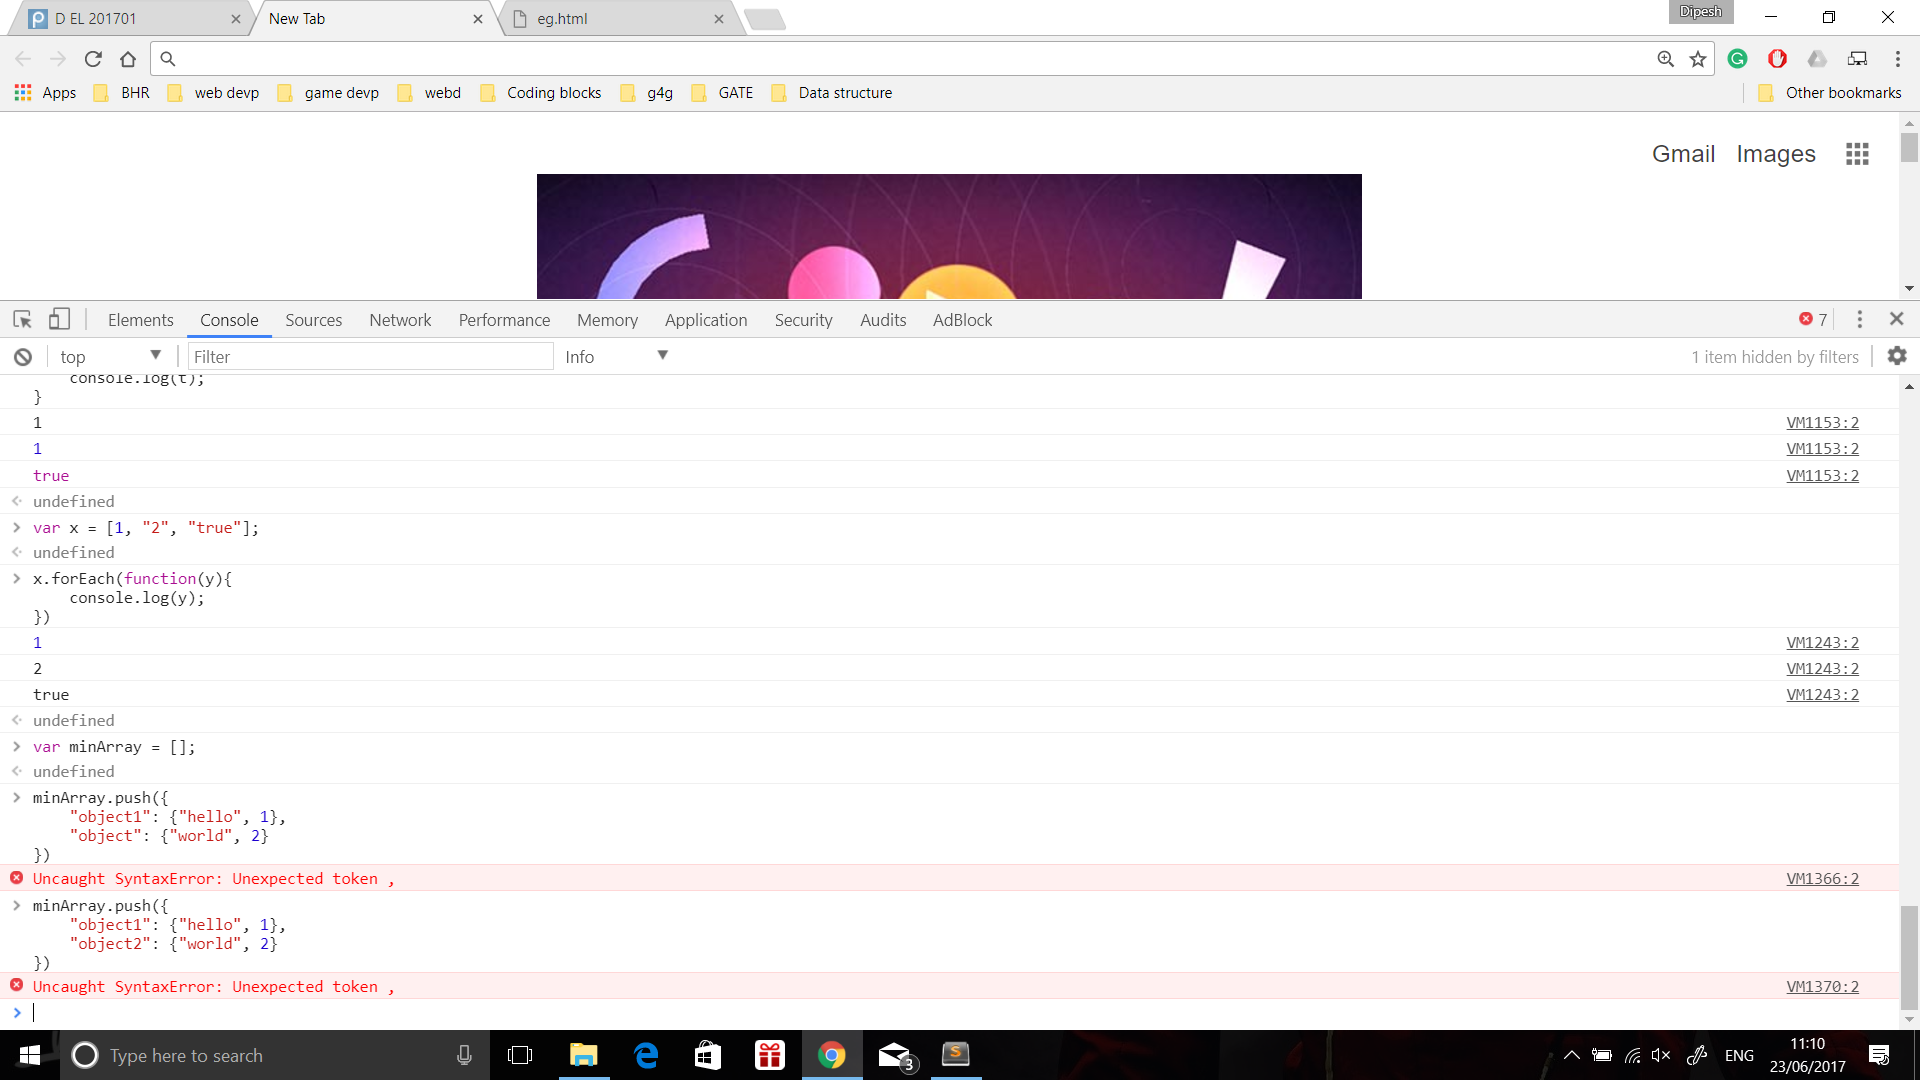 D EL 201701
New Tab
eg.html
Dipesh
Apps
BHR
web devp
game devp
webd
Coding blocks
g4g
GATE
Data structure
Other bookmarks
Gmail Images
Elements Console Sources Network Performance Memory Application Security Audits AdBlock
7
top
Filter
Info
1 item hidden by filters
console.log(t);
}
1 VM1153:2
1 VM1153:2
true VM1153:2
undefined
var x = [1, "2", "true"];
undefined
x.forEach(function(y){
console.log(y);
})
1 VM1243:2
2 VM1243:2
true VM1243:2
undefined
var minArray = [];
undefined
minArray.push({
"object1": {"hello", 1},
"object": {"world", 2}
})
Uncaught SyntaxError: Unexpected token , VM1366:2
minArray.push({
"object1": {"hello", 1},
"object2": {"world", 2}
})
Uncaught SyntaxError: Unexpected token , VM1370:2
Type here to search
3
S
ENG
11:10
23/06/2017